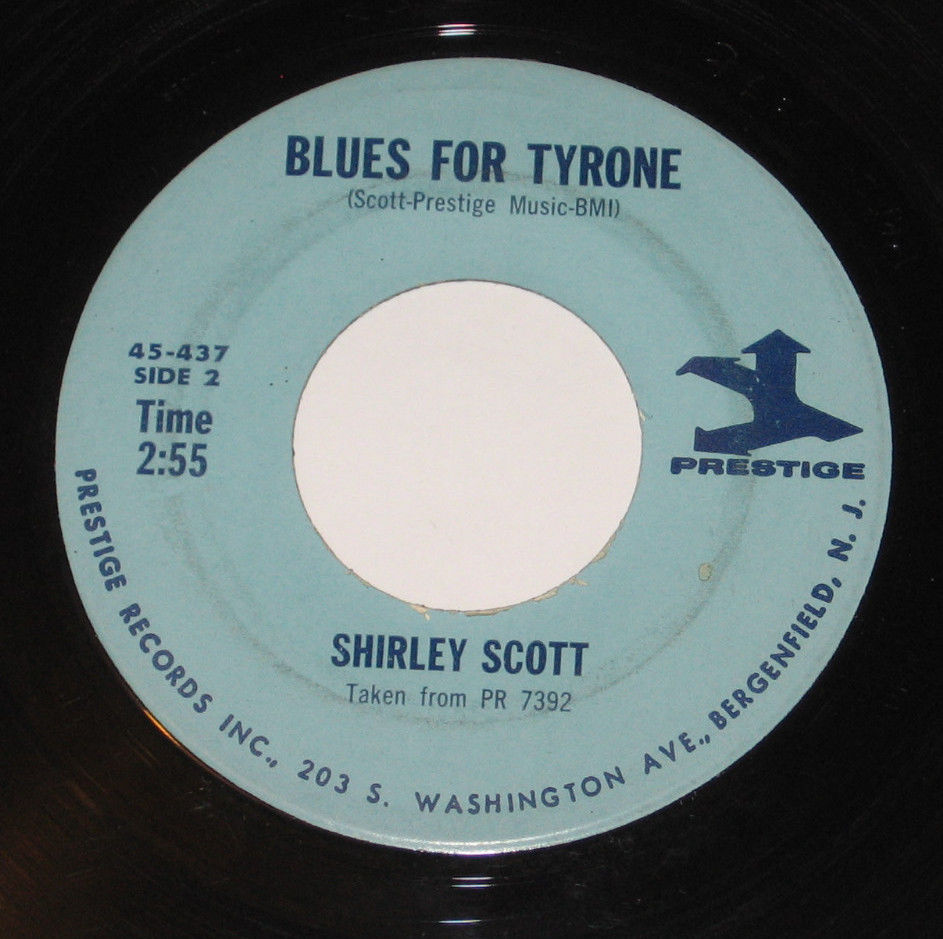 BLUES FOR TYRONE
(Scott-Prestige Music-BMI)
45-437
SIDE 2
Time
2:55
PRESTIGE
SHIRLEY SCOTT
Taken from PR 7392
PRESTIGE RECORDS INC., 203 S. WASHINGTON AVE., BERGENFIELD, N. J.